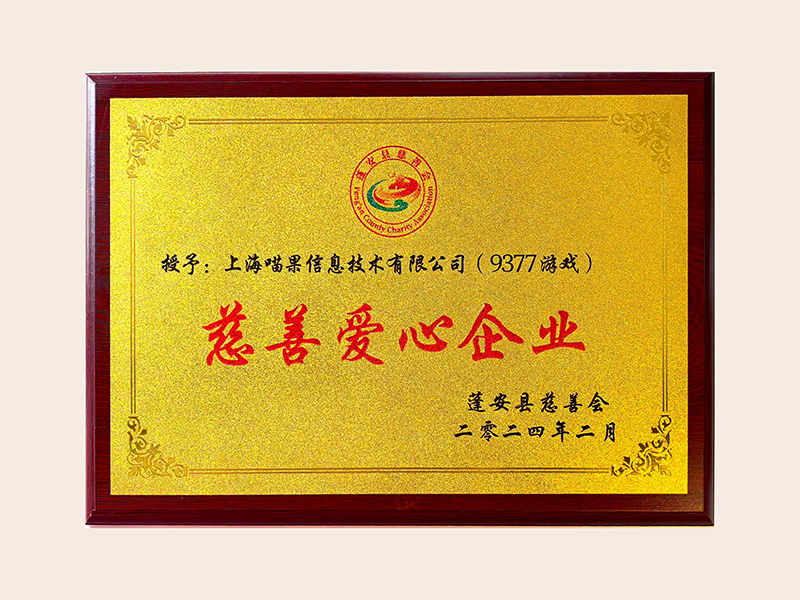 蓬安县慈善会
Peng'an County Charity Association
授予：上海喵果信息技术有限公司（9377游戏）
慈善爱心企业
蓬安县慈善会
二零二四年二月